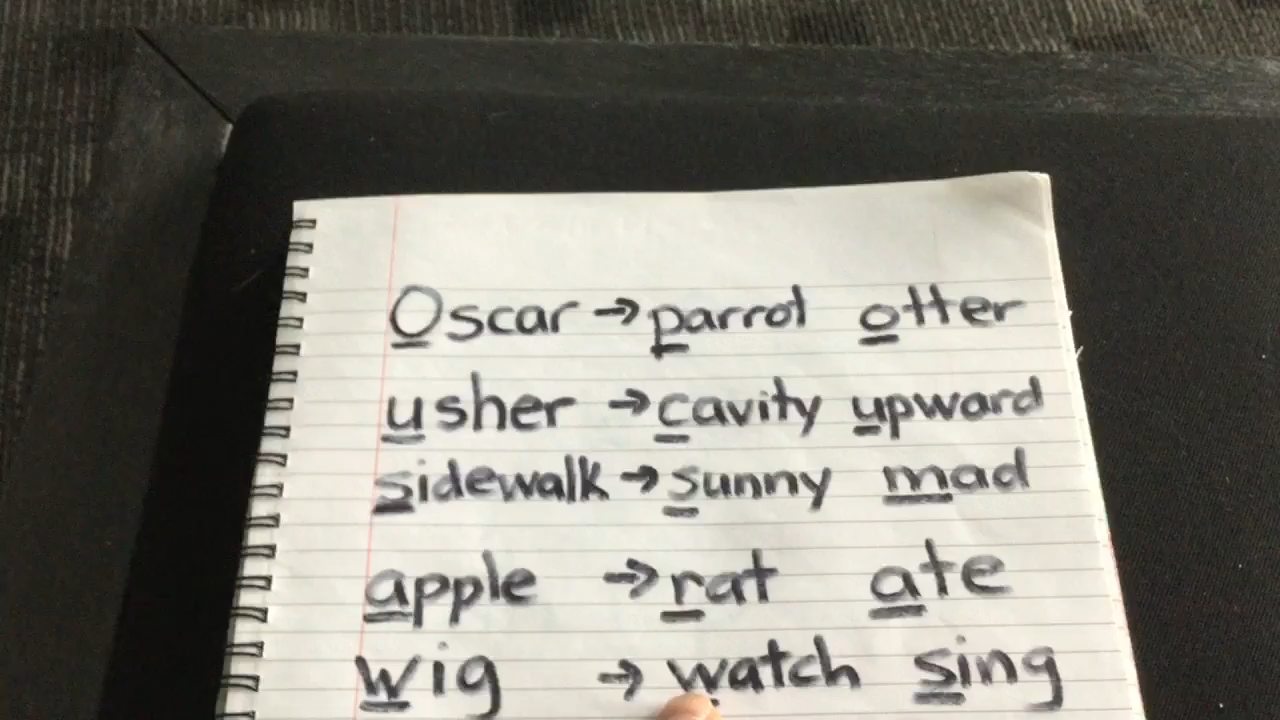 Oscar → parrot otter
usher → cavity upward
sidewalk → sunny mad
apple → rat ate
wig → watch sing